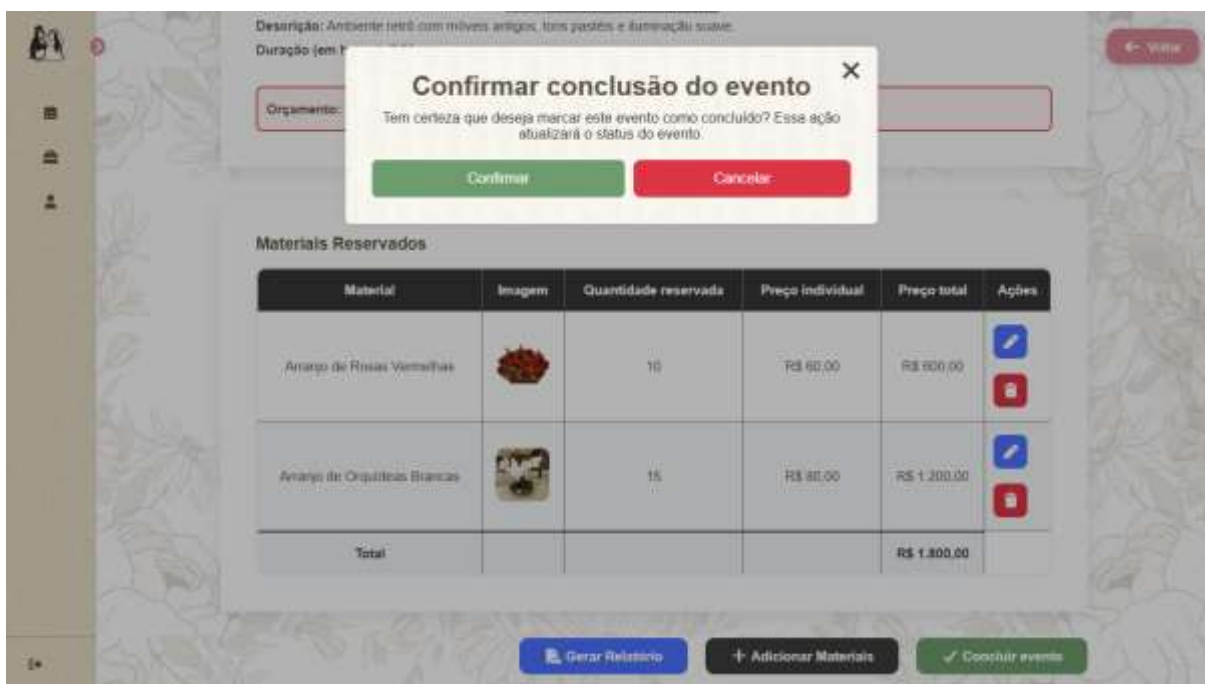 Descrição: Ambiente retrô com móveis antigos, tons pastéis e iluminação suave.
Duração (em
← Voltar
Confirmar conclusão do evento ×
Orçamento:
Tem certeza que deseja marcar este evento como concluído? Essa ação
atualizará o status do evento.
Confirmar Cancelar
Materiais Reservados
Material Imagem Quantidade reservada Preço individual Preço total Ações
Arranjo de Rosas Vermelhas 10 R$ 60,00 R$ 600,00
Arranjo de Orquídeas Brancas 15 R$ 80,00 R$ 1.200,00
Total R$ 1.800,00
Gerar Relatório + Adicionar Materiais ✓ Concluir evento